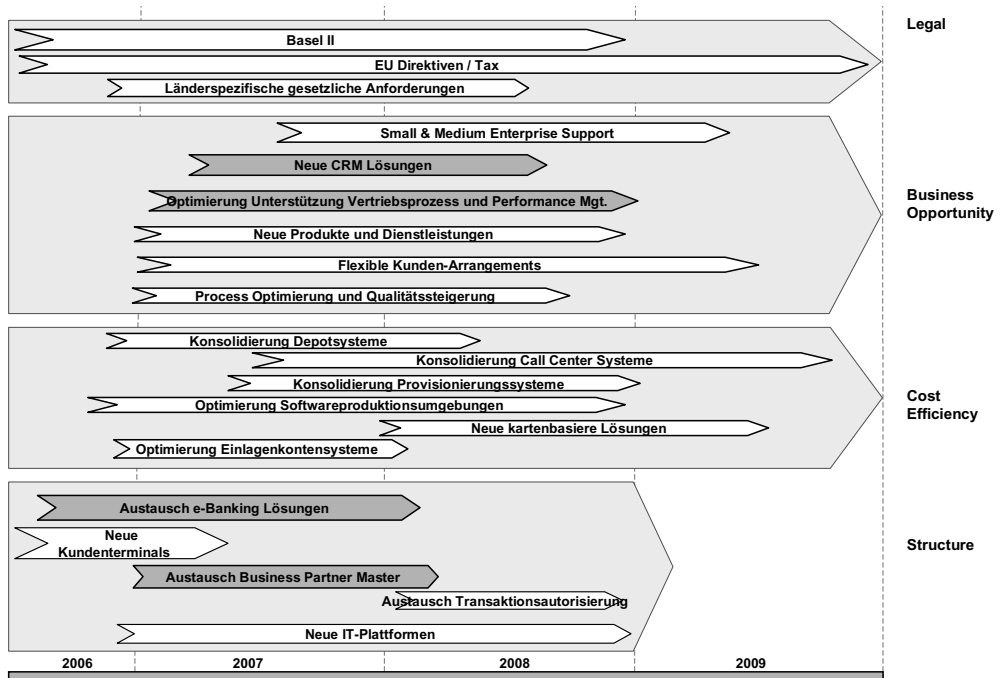 Legal
Basel II
EU Direktiven / Tax
Länderspezifische gesetzliche Anforderungen
Small & Medium Enterprise Support
Neue CRM Lösungen
Business
Opportunity
Optimierung Unterstützung Vertriebsprozess und Performance Mgt.
Neue Produkte und Dienstleistungen
Flexible Kunden-Arrangements
Process Optimierung und Qualitätssteigerung
Konsolidierung Depotsysteme
Konsolidierung Call Center Systeme
Konsolidierung Provisionierungssysteme
Cost
Efficiency
Optimierung Softwareproduktionsumgebungen
Neue kartenbasiere Lösungen
Optimierung Einlagenkontensysteme
Austausch e-Banking Lösungen
Neue
Kundenterminals
Structure
Austausch Business Partner Master
Austausch Transaktionsautorisierung
Neue IT-Plattformen
2006 2007 2008 2009